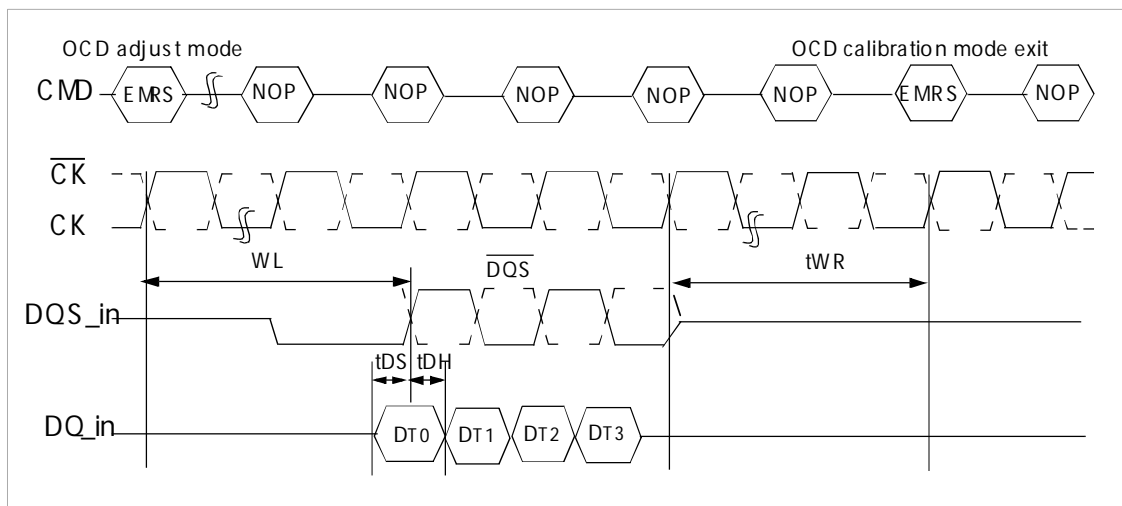 OCD adjust mode OCD calibration mode exit
CMD EMRS NOP NOP NOP NOP NOP EMRS NOP
CK
CK
WL DQS tWR
DQS_in
tDS tDH
DQ_in DT0 DT1 DT2 DT3